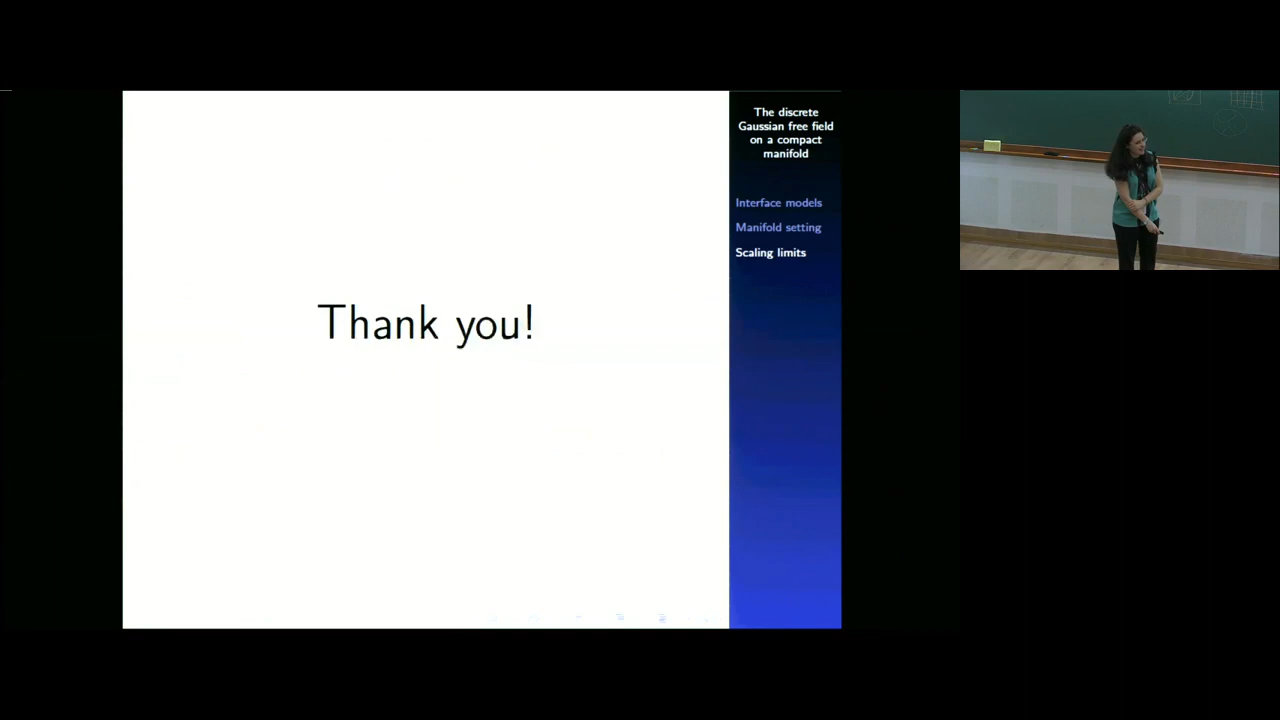 Thank you!
The discrete
Gaussian free field
on a compact
manifold
Interface models
Manifold setting
Scaling limits